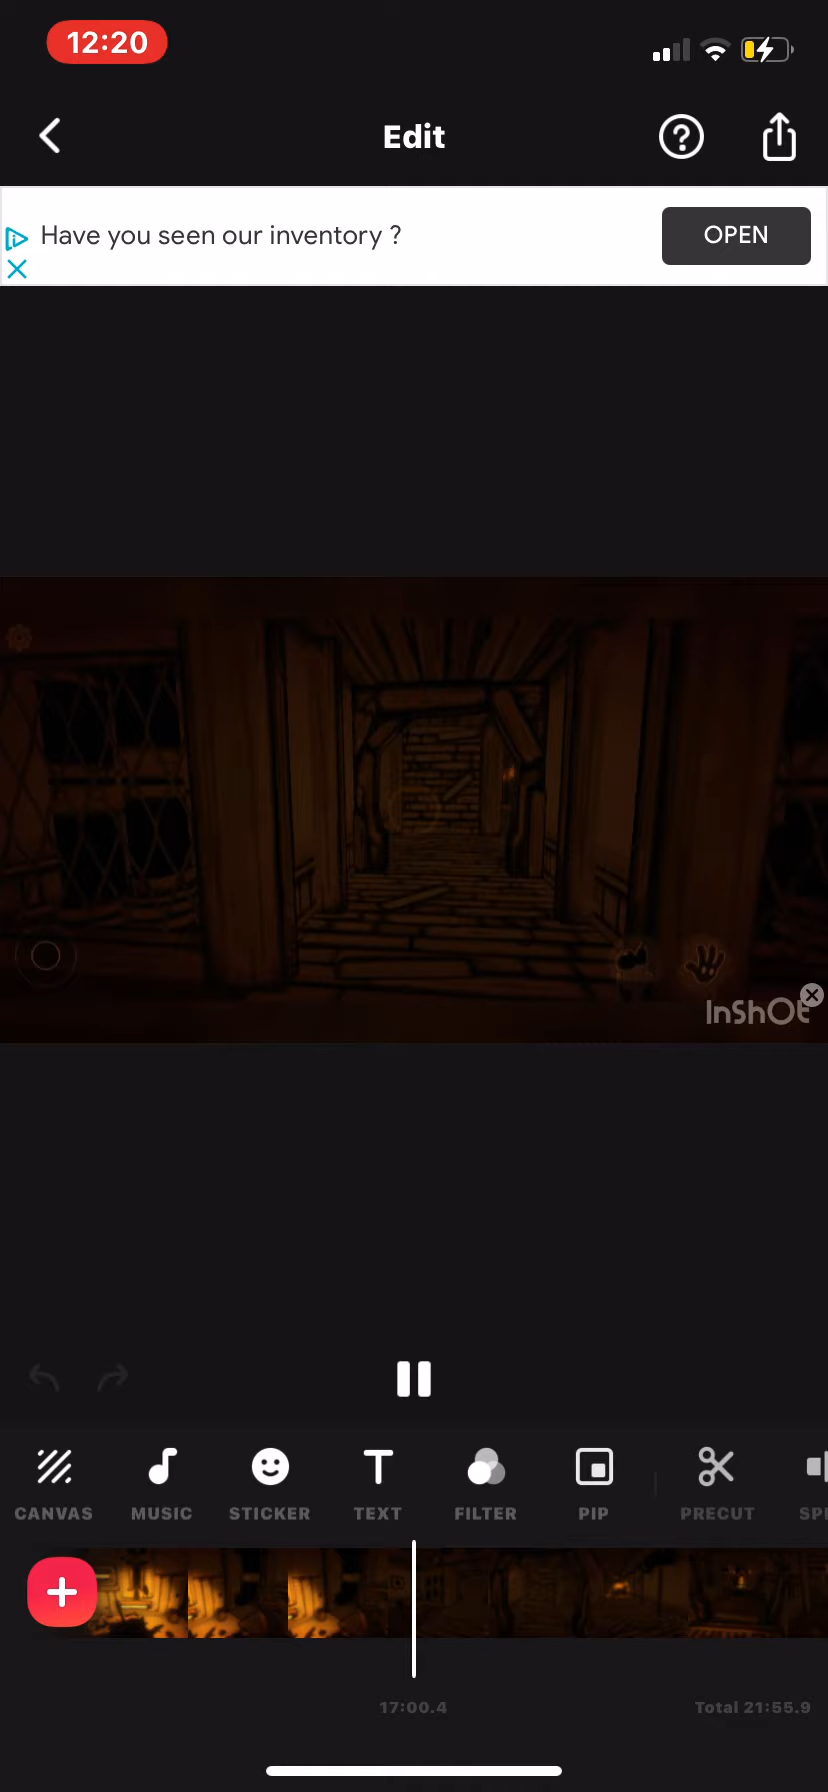 12:20
Edit
Have you seen our inventory ?
OPEN
InShOt
CANVAS
MUSIC
STICKER
TEXT
FILTER
PIP
PRECUT
17:00.4
Total 21:55.9